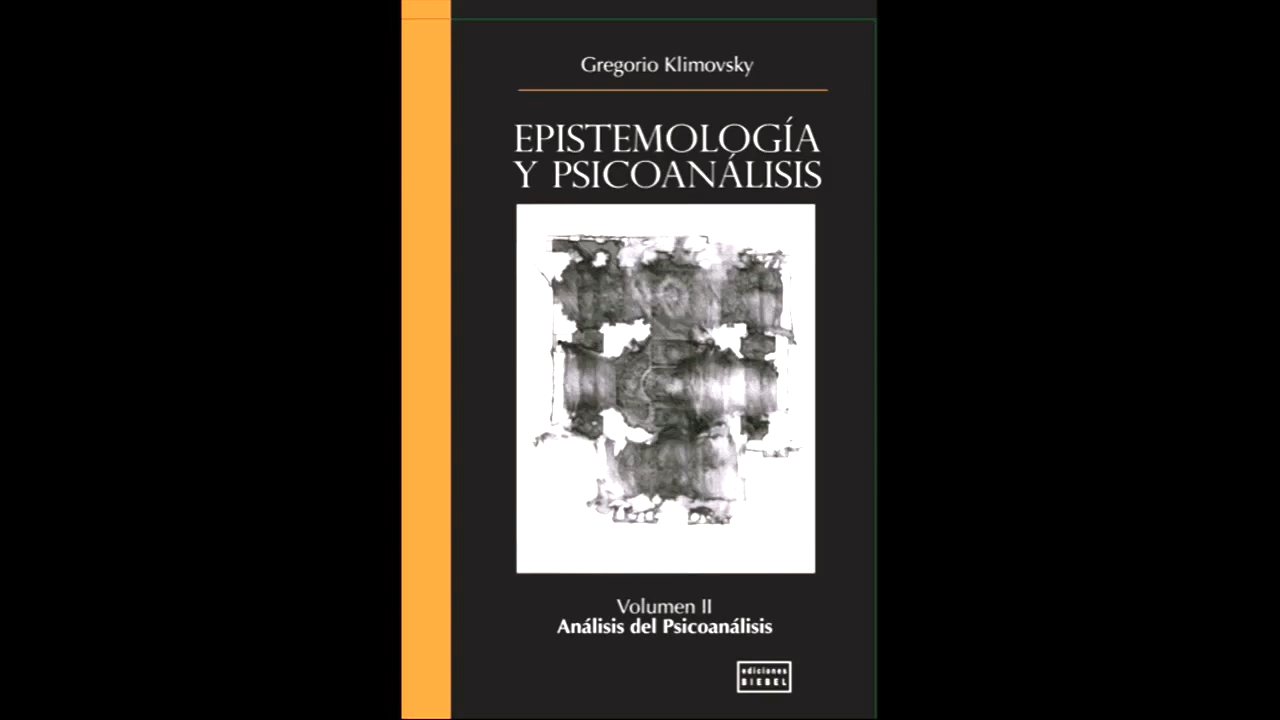 Gregorio Klimovsky
EPISTEMOLOGÍA
Y PSICOANÁLISIS
Volumen II
Análisis del Psicoanálisis
ediciones
BIEBEL